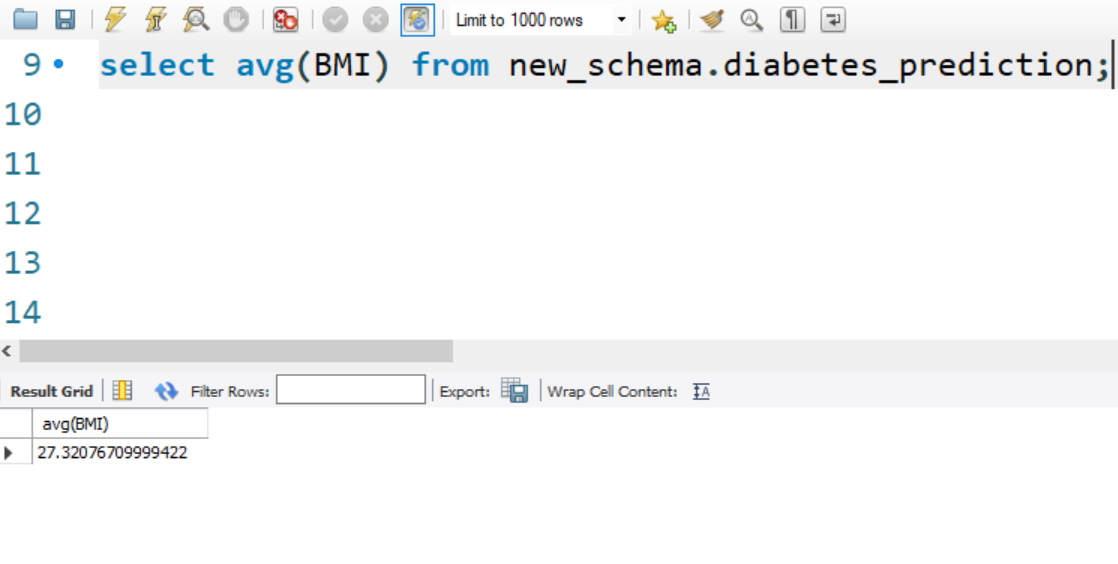 Limit to 1000 rows
9 select avg(BMI) from new_schema.diabetes_prediction;
10
11
12
13
14
Result Grid Filter Rows: Export: Wrap Cell Content:
avg(BMI)
27.32076709999422